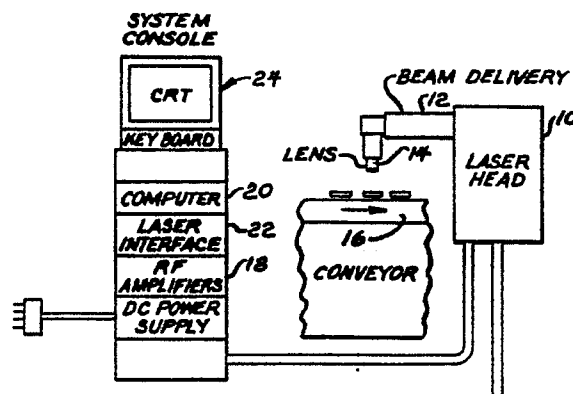 SYSTEM
CONSOLE
24
CRT
KEY BOARD
COMPUTER
20
LASER
INTERFACE
22
RF
AMPLIFIERS
18
DC POWER
SUPPLY
BEAM DELIVERY
12
10
LENS
14
LASER
HEAD
16
CONVEYOR